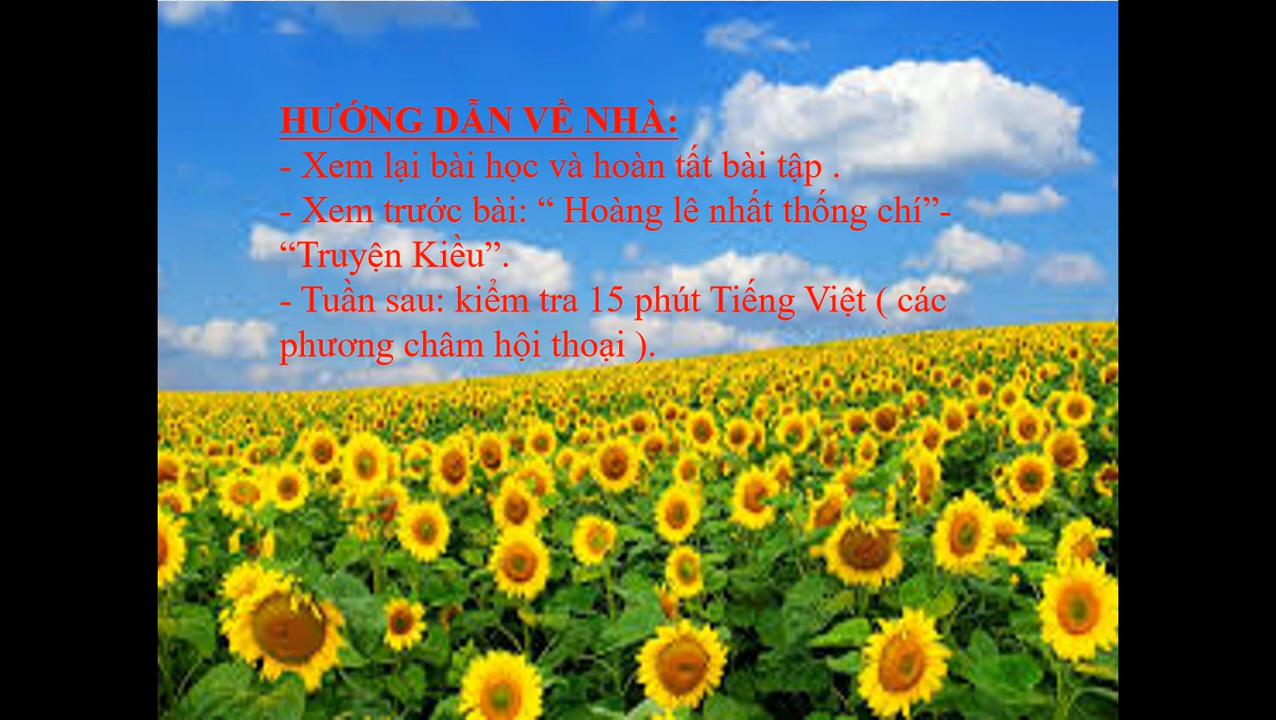 HƯỚNG DẪN VỀ NHÀ:
- Xem lại bài học và hoàn tất bài tập .
- Xem trước bài: “ Hoàng lê nhất thống chí”-
“Truyện Kiều”.
- Tuần sau: kiểm tra 15 phút Tiếng Việt ( các
phương châm hội thoại ).